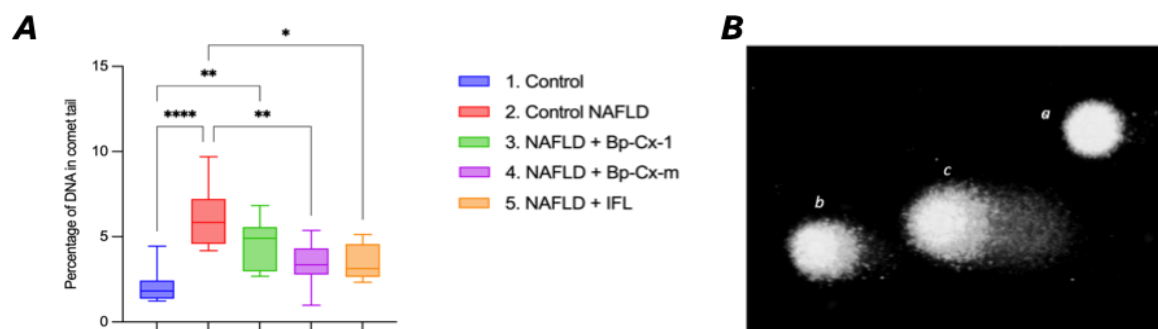 A
B
*
15
**
****
**
10
5
0
Percentage of DNA in comet tail
1. Control
2. Control NAFLD
3. NAFLD + Bp-Cx-1
4. NAFLD + Bp-Cx-m
5. NAFLD + IFL
a
b
c